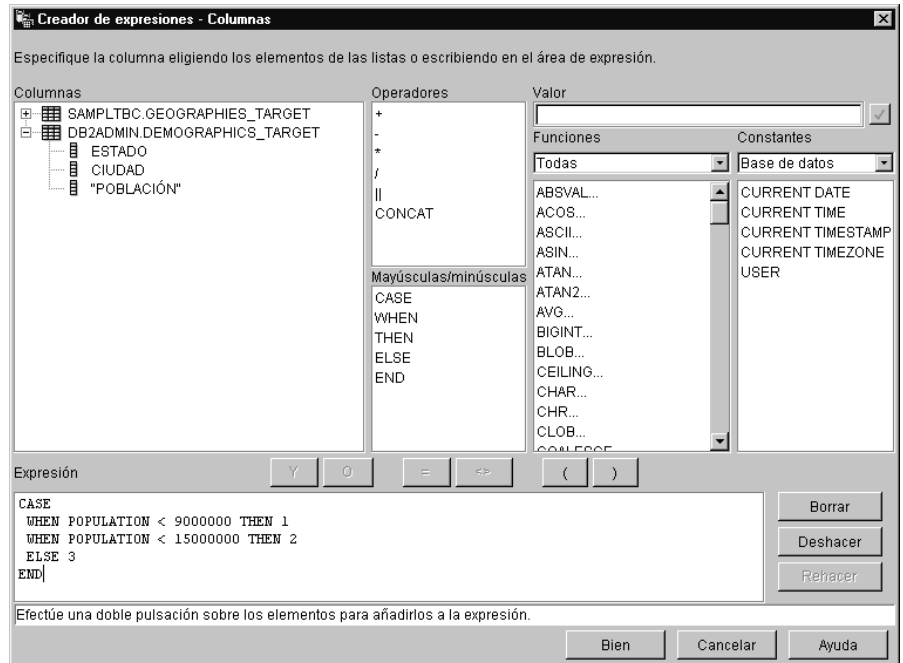 Creador de expresiones - Columnas
Especifique la columna eligiendo los elementos de las listas o escribiendo en el área de expresión.
Columnas
SAMPLTBC.GEOGRAPHIES_TARGET
DB2ADMIN.DEMOGRAPHICS_TARGET
ESTADO
CIUDAD
"POBLACIÓN"
Operadores
+
-
*
/
||
CONCAT
Mayúsculas/minúsculas
CASE
WHEN
THEN
ELSE
END
Valor
Funciones
Todas
ABSVAL...
ACOS...
ASCII...
ASIN...
ATAN...
ATAN2...
AVG...
BIGINT...
BLOB...
CEILING...
CHAR...
CHR...
CLOB...
COALESCE
Constantes
Base de datos
CURRENT DATE
CURRENT TIME
CURRENT TIMESTAMP
CURRENT TIMEZONE
USER
Expresión
Y
O
=
<>
(
)
CASE
WHEN POPULATION < 9000000 THEN 1
WHEN POPULATION < 15000000 THEN 2
ELSE 3
END
Borrar
Deshacer
Rehacer
Efectúe una doble pulsación sobre los elementos para añadirlos a la expresión.
Bien
Cancelar
Ayuda